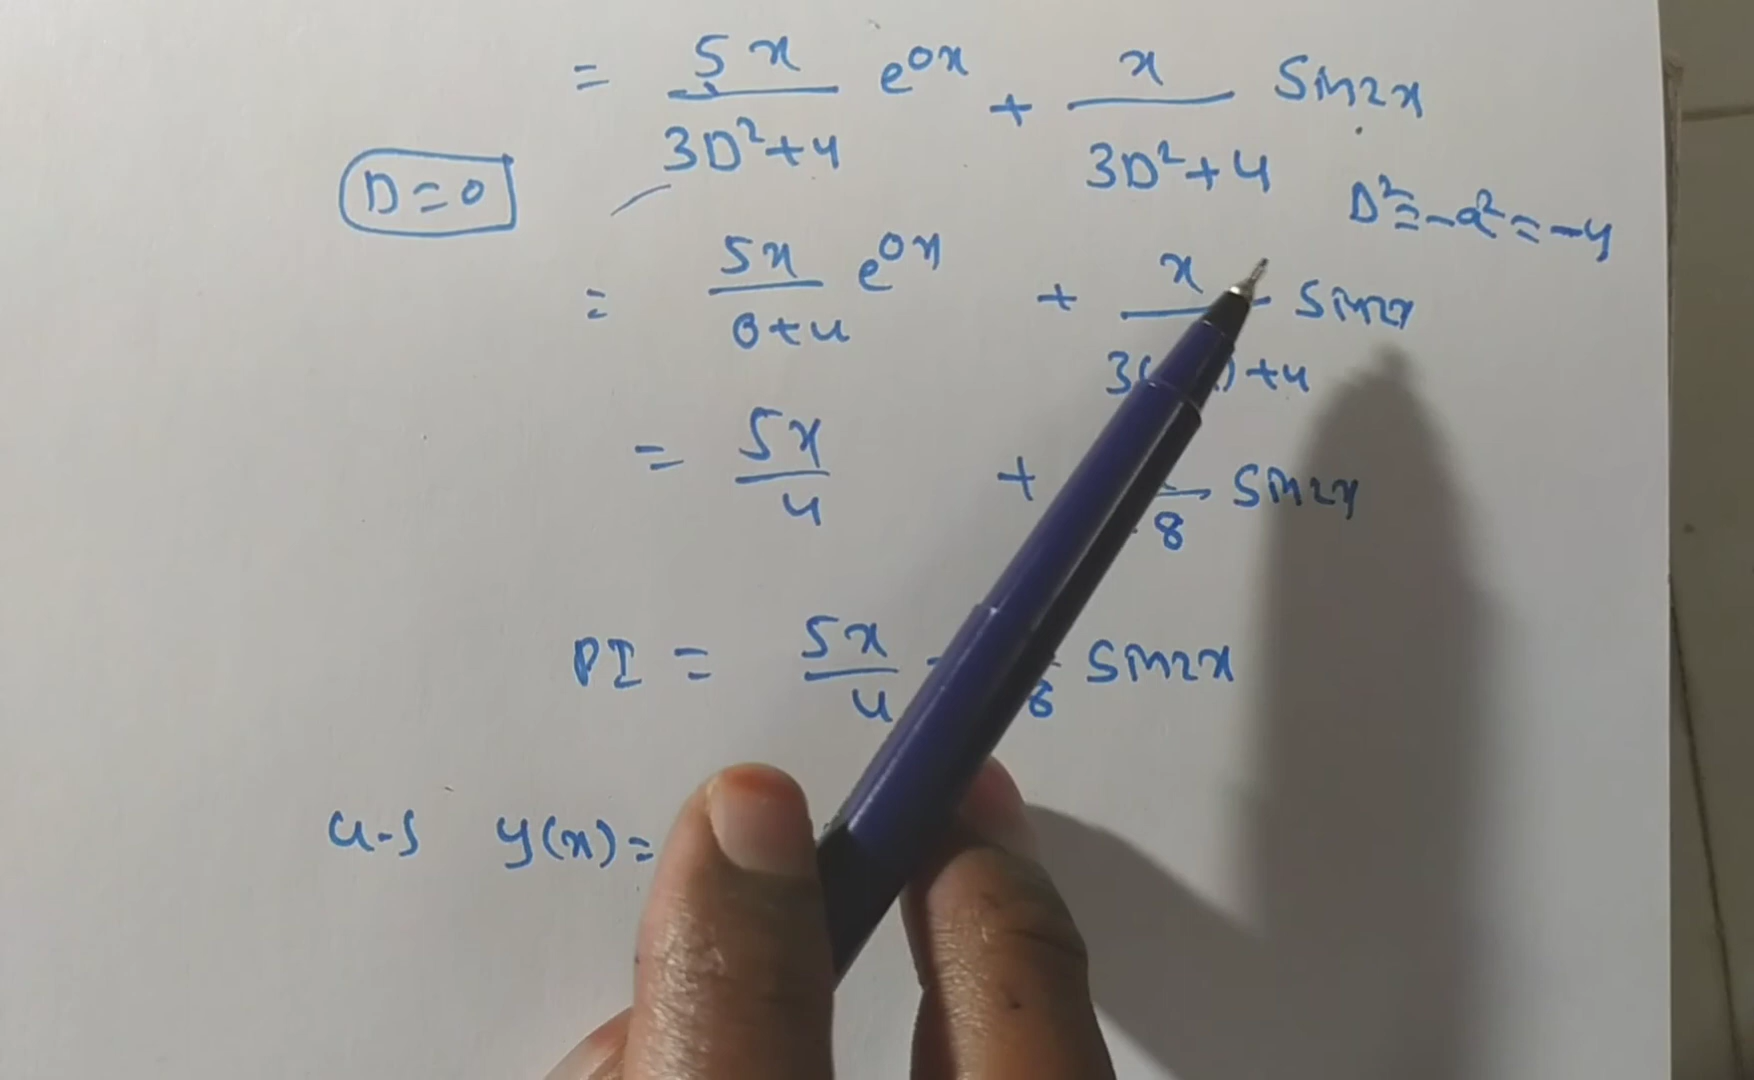 = 5x/3D²+4 e^0x + x/3D²+4 Sin2x
D=0
D²=-a²=-4
= 5x/0+4 e^0x + x/3( )+4 Sin2x
= 5x/4 + /8 Sin2x
PI = 5x/4 /8 Sin2x
G-S y(x)=